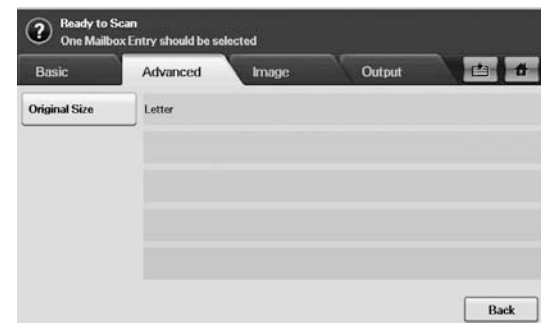 ?
Ready to Scan
One Mailbox Entry should be selected
Basic Advanced Image Output
Original Size Letter
Back